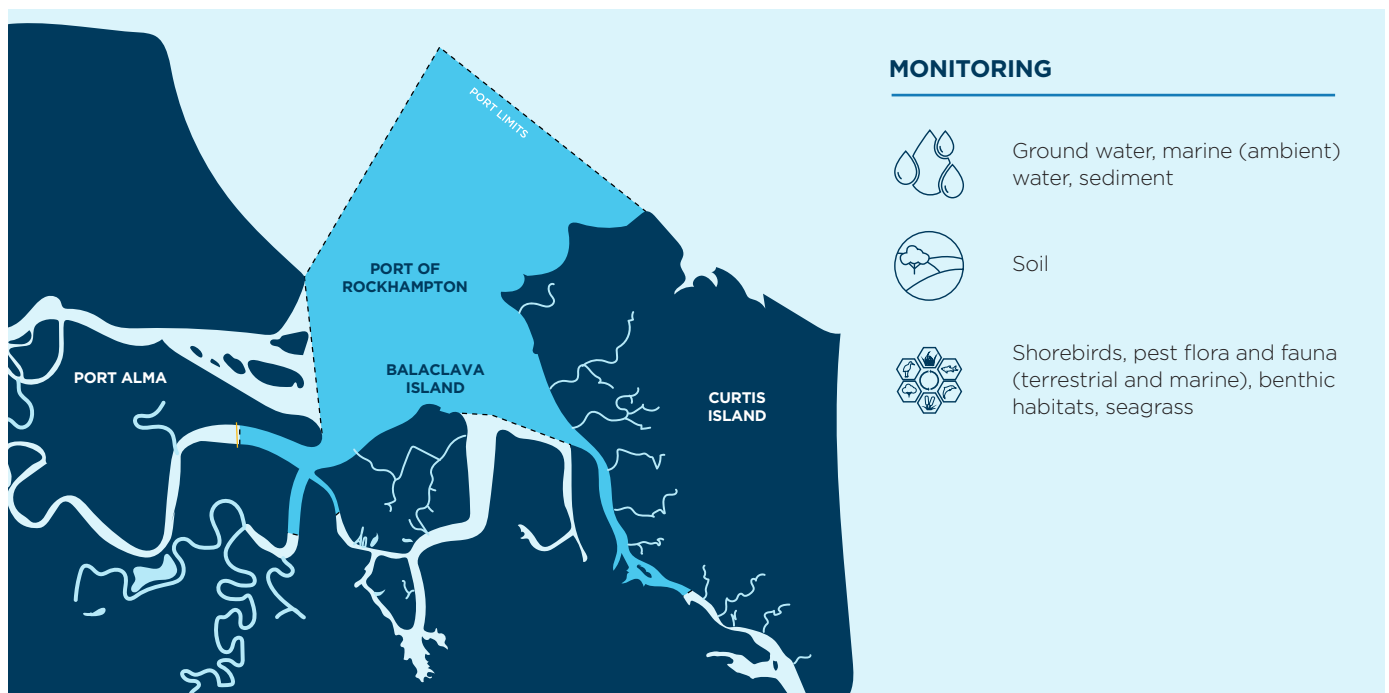 PORT LIMITS
PORT OF
ROCKHAMPTON
BALACLAVA
ISLAND
PORT ALMA
CURTIS
ISLAND
MONITORING
Ground water, marine (ambient)
water, sediment
Soil
Shorebirds, pest flora and fauna
(terrestrial and marine), benthic
habitats, seagrass